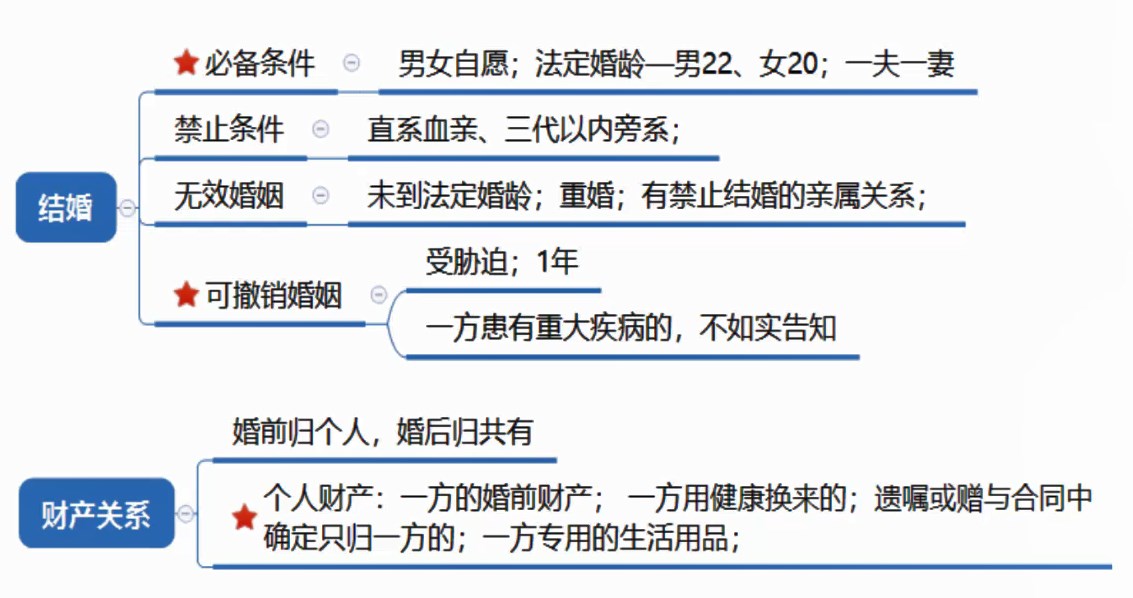 必备条件
男女自愿；法定婚龄—男22、女20；一夫一妻
禁止条件
直系血亲、三代以内旁系；
结婚
无效婚姻
未到法定婚龄；重婚；有禁止结婚的亲属关系；
可撤销婚姻
受胁迫；1年
一方患有重大疾病的，不如实告知
财产关系
婚前归个人，婚后归共有
个人财产：一方的婚前财产； 一方用健康换来的；遗嘱或赠与合同中
确定只归一方的；一方专用的生活用品；